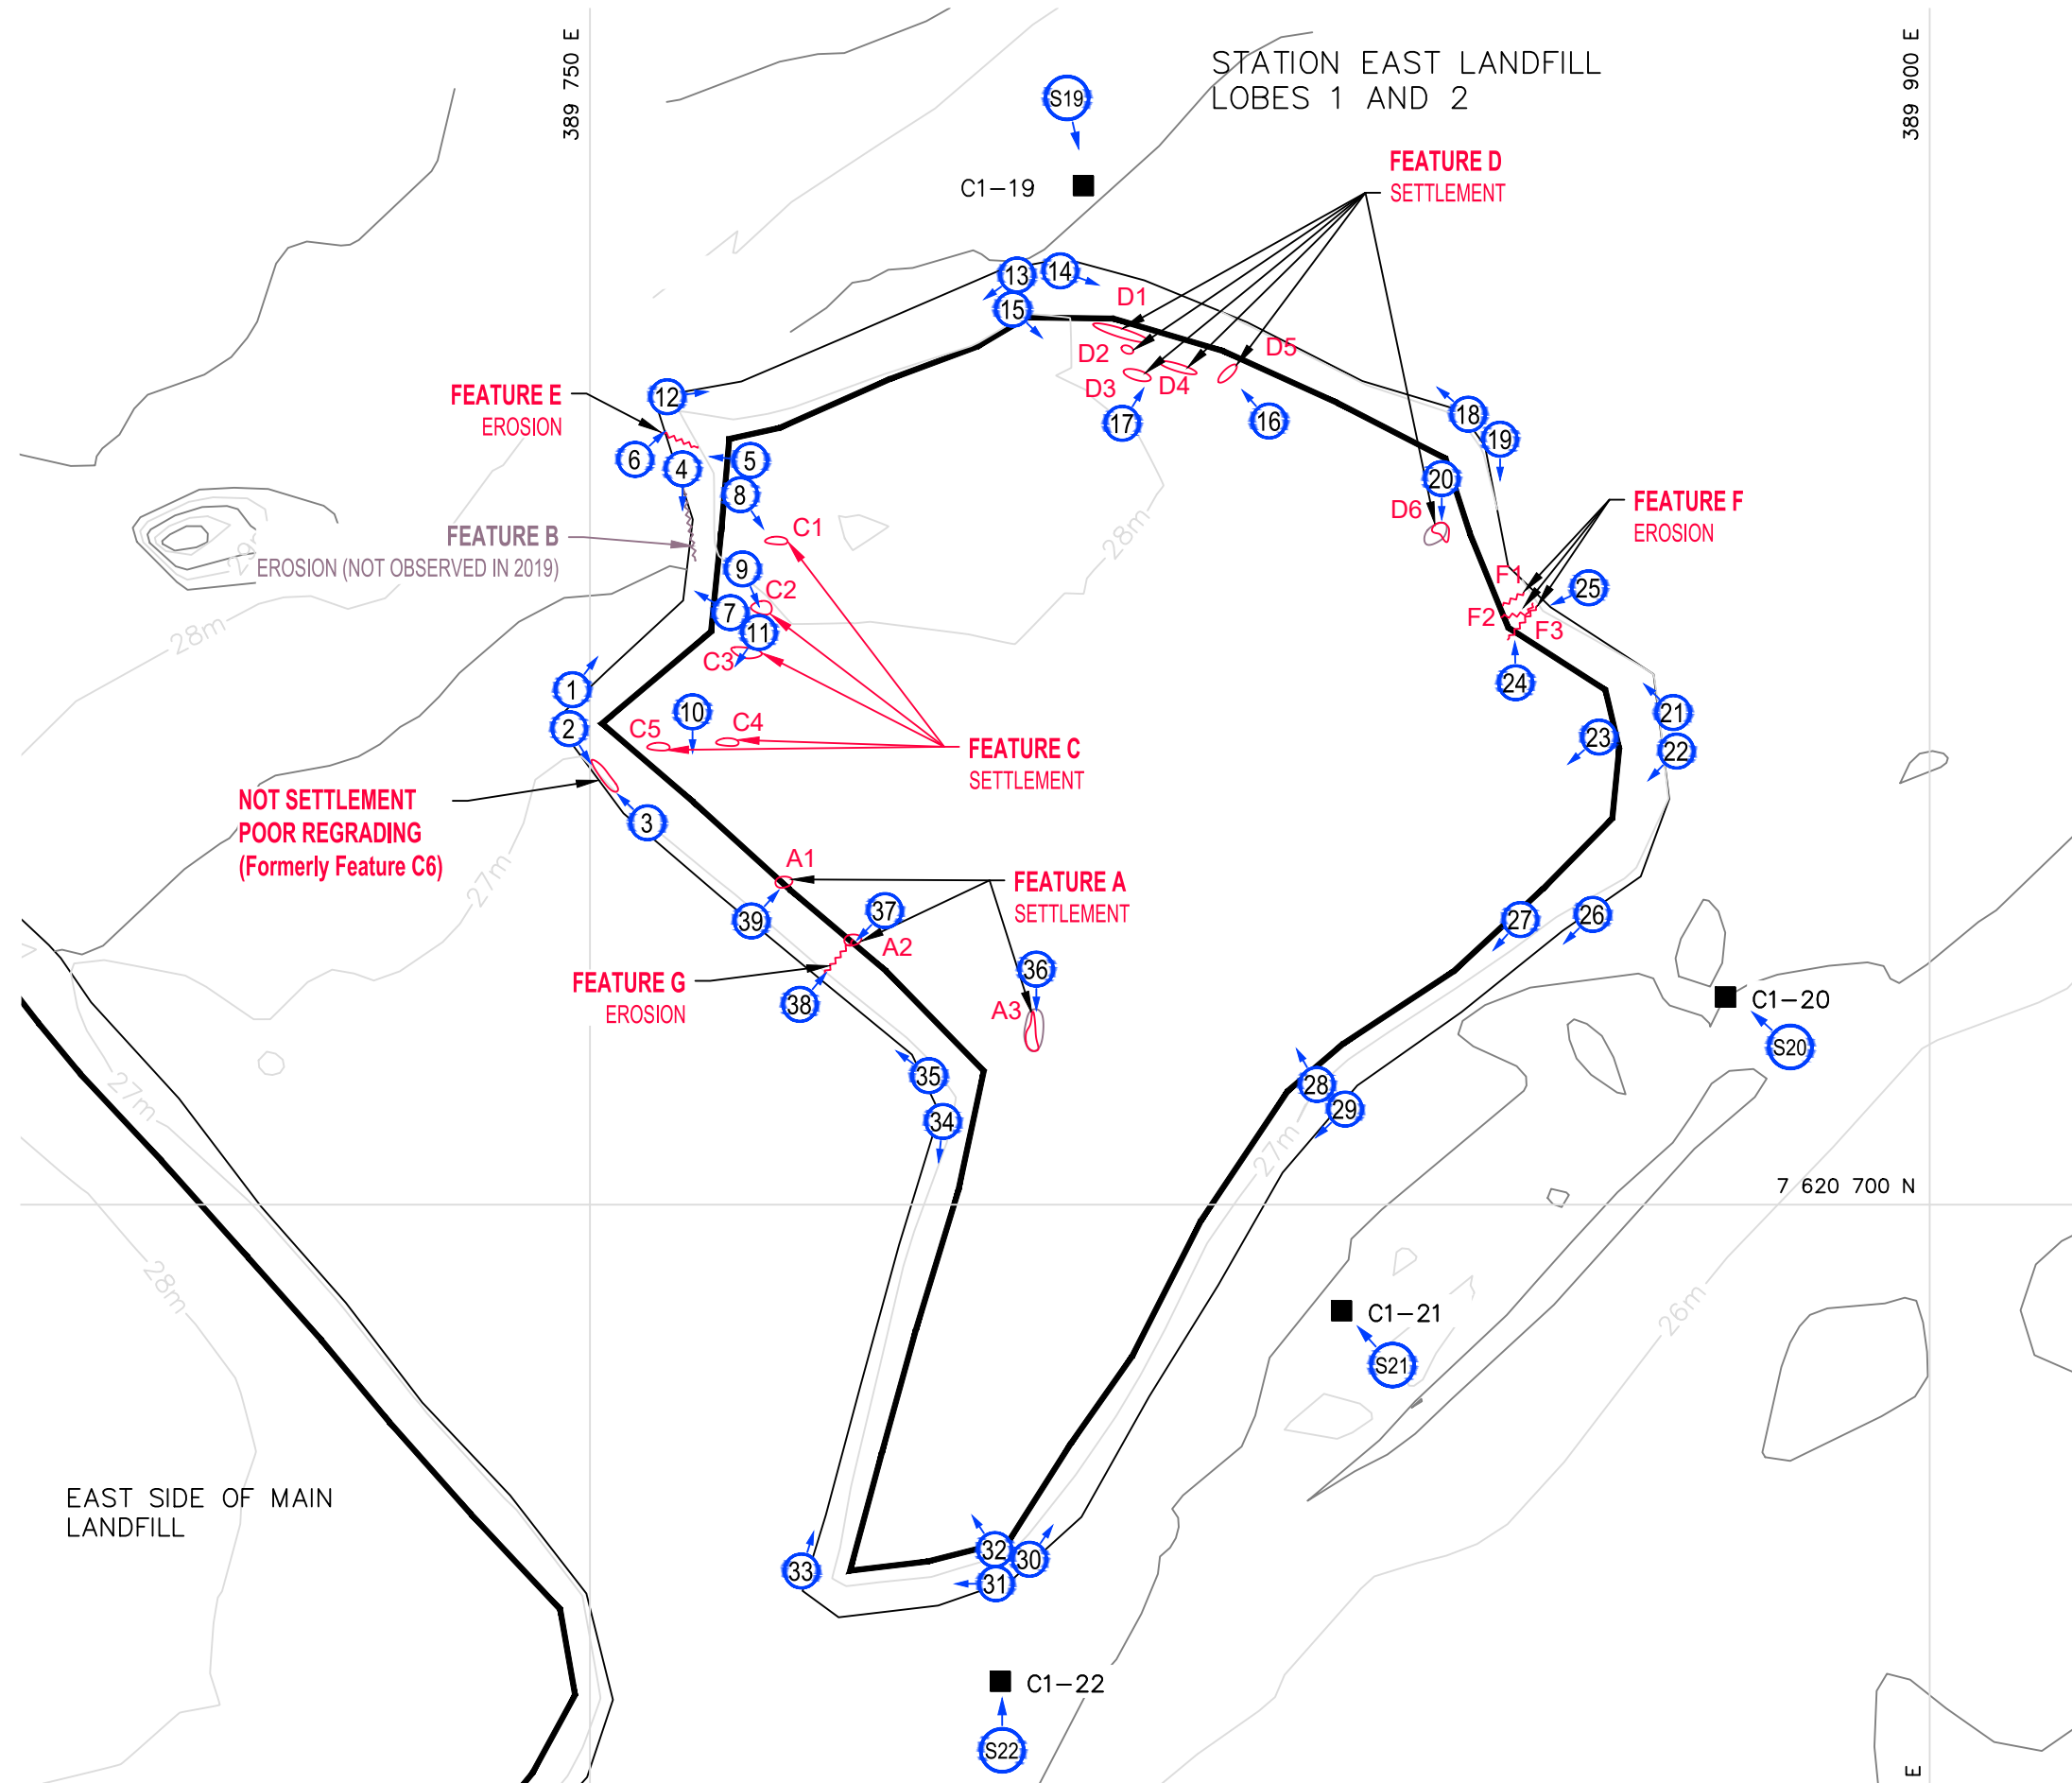 389 750 E
STATION EAST LANDFILL
LOBES 1 AND 2
389 900 E
S19
C1-19
FEATURE D
SETTLEMENT
13
14
15
D1
D2
D3
D4
D5
FEATURE E
EROSION
12
6
4
5
8
17
16
18
19
20
D6
FEATURE F
EROSION
FEATURE B
EROSION (NOT OBSERVED IN 2019)
C1
28m
9
C2
7
11
C3
F1
F2
F3
25
28m
1
2
10
C5
C4
FEATURE C
SETTLEMENT
24
21
23
22
NOT SETTLEMENT
POOR REGRADING
(Formerly Feature C6)
3
27m
A1
FEATURE A
SETTLEMENT
39
37
A2
27
26
FEATURE G
EROSION
38
36
A3
C1-20
S20
27m
35
34
28
29
27m
7 620 700 N
28m
C1-21
26m
S21
EAST SIDE OF MAIN
LANDFILL
33
32
30
31
C1-22
S22
E